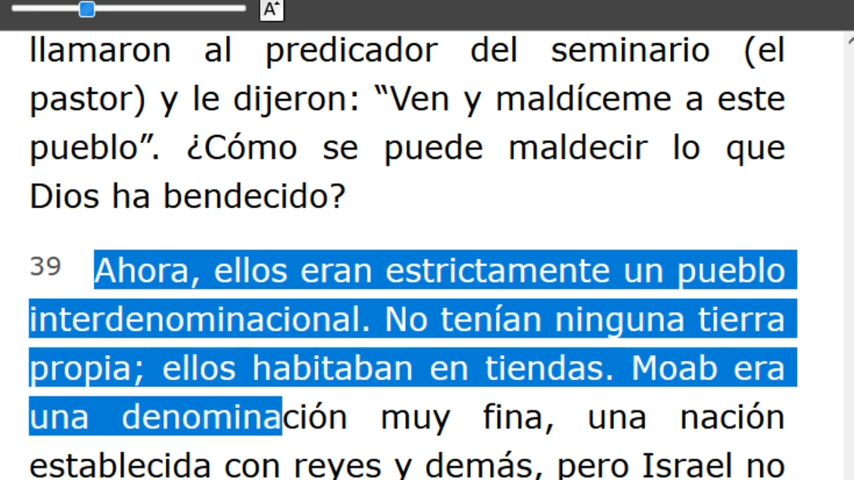 A
llamaron al predicador del seminario (el
pastor) y le dijeron: “Ven y maldíceme a este
pueblo”. ¿Cómo se puede maldecir lo que
Dios ha bendecido?
39 Ahora, ellos eran estrictamente un pueblo
interdenominacional. No tenían ninguna tierra
propia; ellos habitaban en tiendas. Moab era
una denominación muy fina, una nación
establecida con reyes y demás, pero Israel no